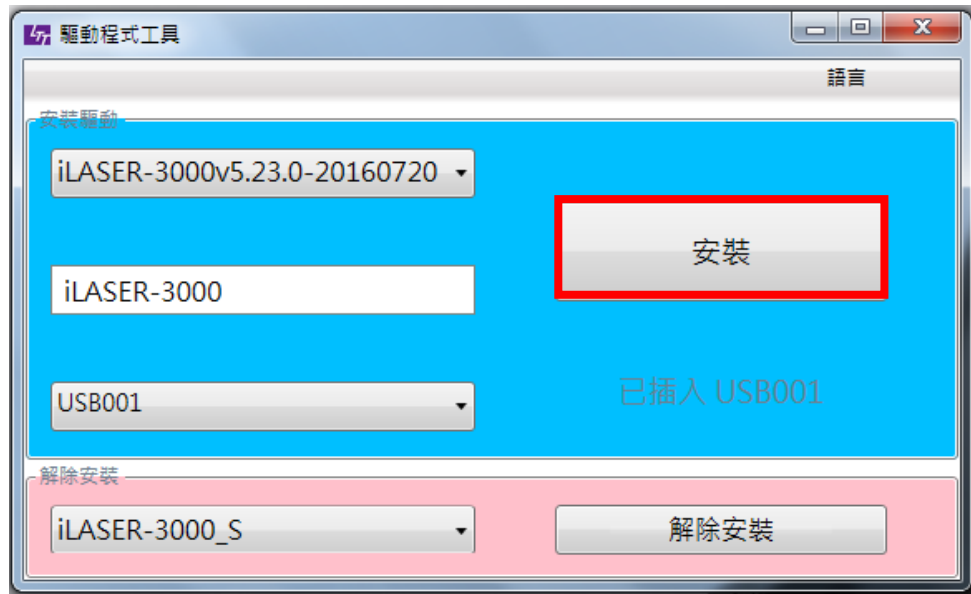 驅動程式工具
語言
安裝驅動
iLASER-3000v5.23.0-20160720
安裝
iLASER-3000
USB001
已插入 USB001
解除安裝
iLASER-3000_S
解除安裝